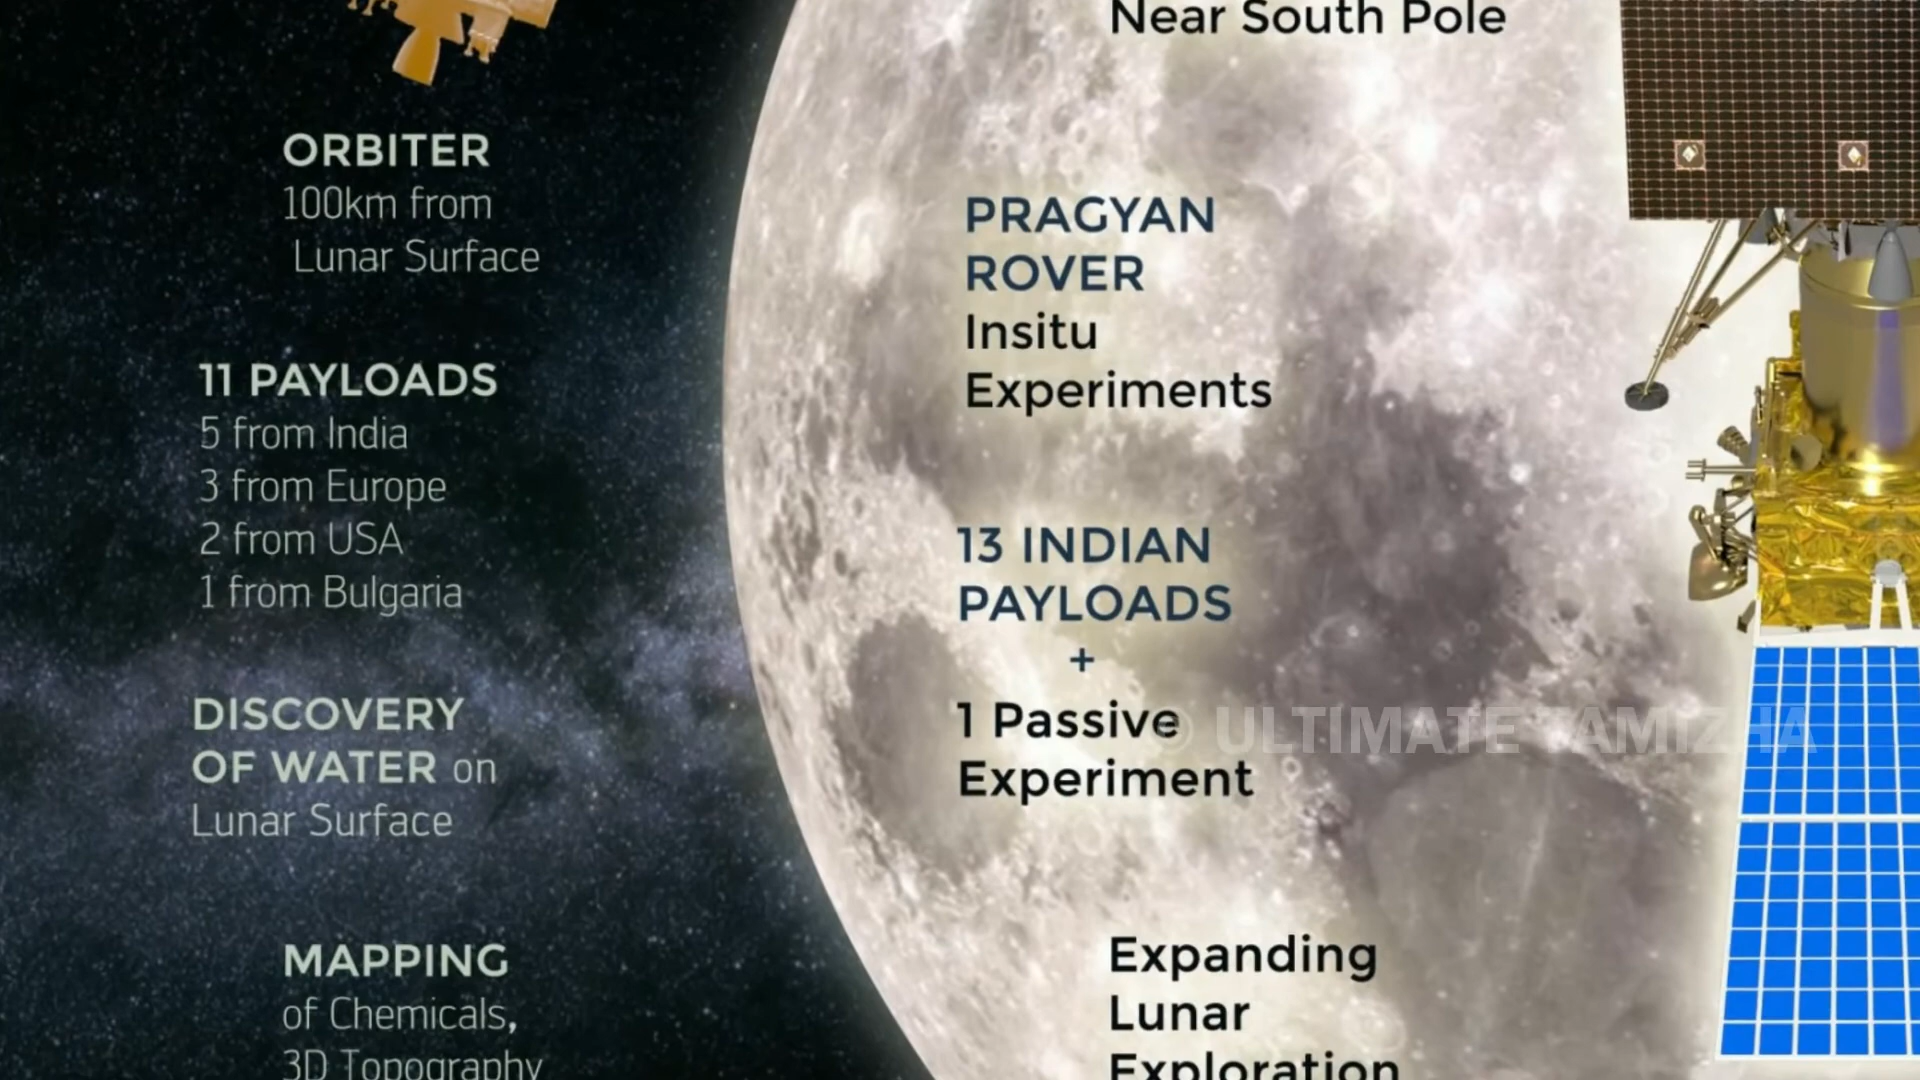 Near South Pole
ORBITER
100km from
Lunar Surface
11 PAYLOADS
5 from India
3 from Europe
2 from USA
1 from Bulgaria
DISCOVERY
OF WATER on
Lunar Surface
MAPPING
of Chemicals,
3D Topography
PRAGYAN
ROVER
Insitu
Experiments
13 INDIAN
PAYLOADS
+
1 Passive
Experiment
© ULTIMATE TAMIZHA
Expanding
Lunar
Exploration